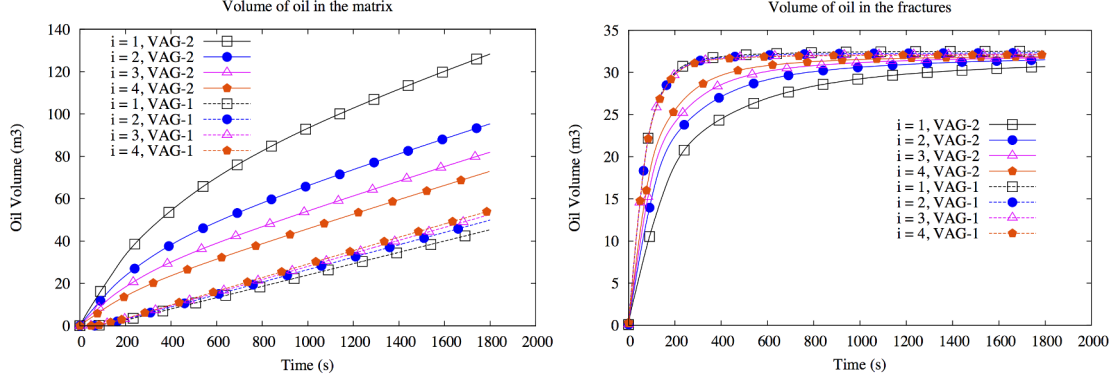 Volume of oil in the matrix
140
120
100
80
60
40
20
0
Oil Volume (m3)
i = 1, VAG-2
i = 2, VAG-2
i = 3, VAG-2
i = 4, VAG-2
i = 1, VAG-1
i = 2, VAG-1
i = 3, VAG-1
i = 4, VAG-1
0 200 400 600 800 1000 1200 1400 1600 1800 2000
Time (s)
Volume of oil in the fractures
35
30
25
20
15
10
5
0
Oil Volume (m3)
i = 1, VAG-2
i = 2, VAG-2
i = 3, VAG-2
i = 4, VAG-2
i = 1, VAG-1
i = 2, VAG-1
i = 3, VAG-1
i = 4, VAG-1
0 200 400 600 800 1000 1200 1400 1600 1800 2000
Time (s)